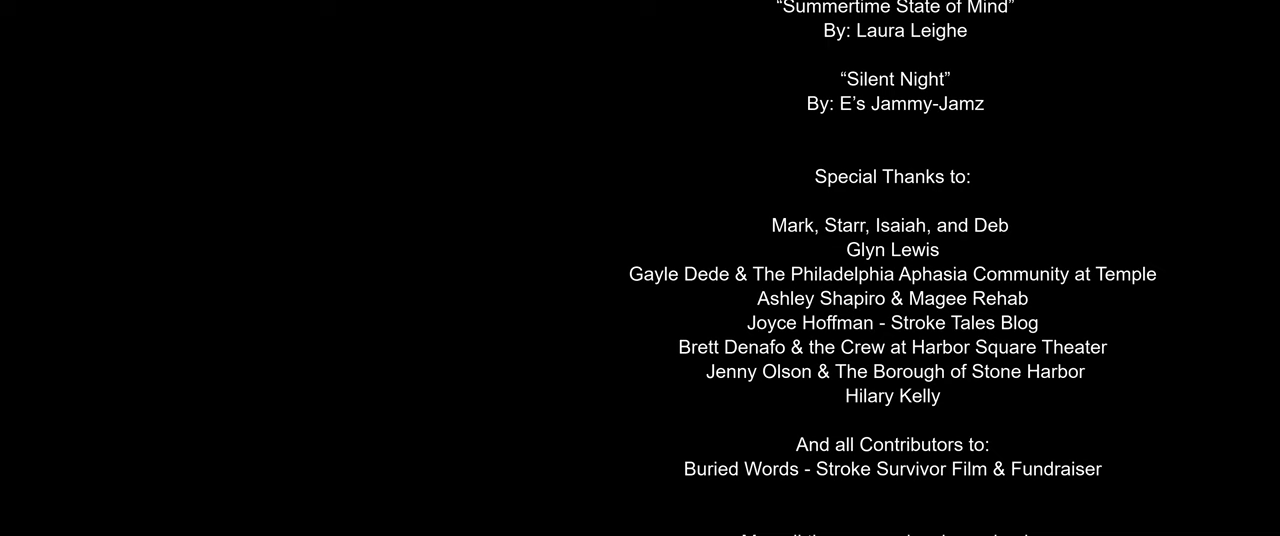 “Summertime State of Mind”
By: Laura Leighe
“Silent Night”
By: E’s Jammy-Jamz
Special Thanks to:
Mark, Starr, Isaiah, and Deb
Glyn Lewis
Gayle Dede & The Philadelphia Aphasia Community at Temple
Ashley Shapiro & Magee Rehab
Joyce Hoffman - Stroke Tales Blog
Brett Denafo & the Crew at Harbor Square Theater
Jenny Olson & The Borough of Stone Harbor
Hilary Kelly
And all Contributors to:
Buried Words - Stroke Survivor Film & Fundraiser